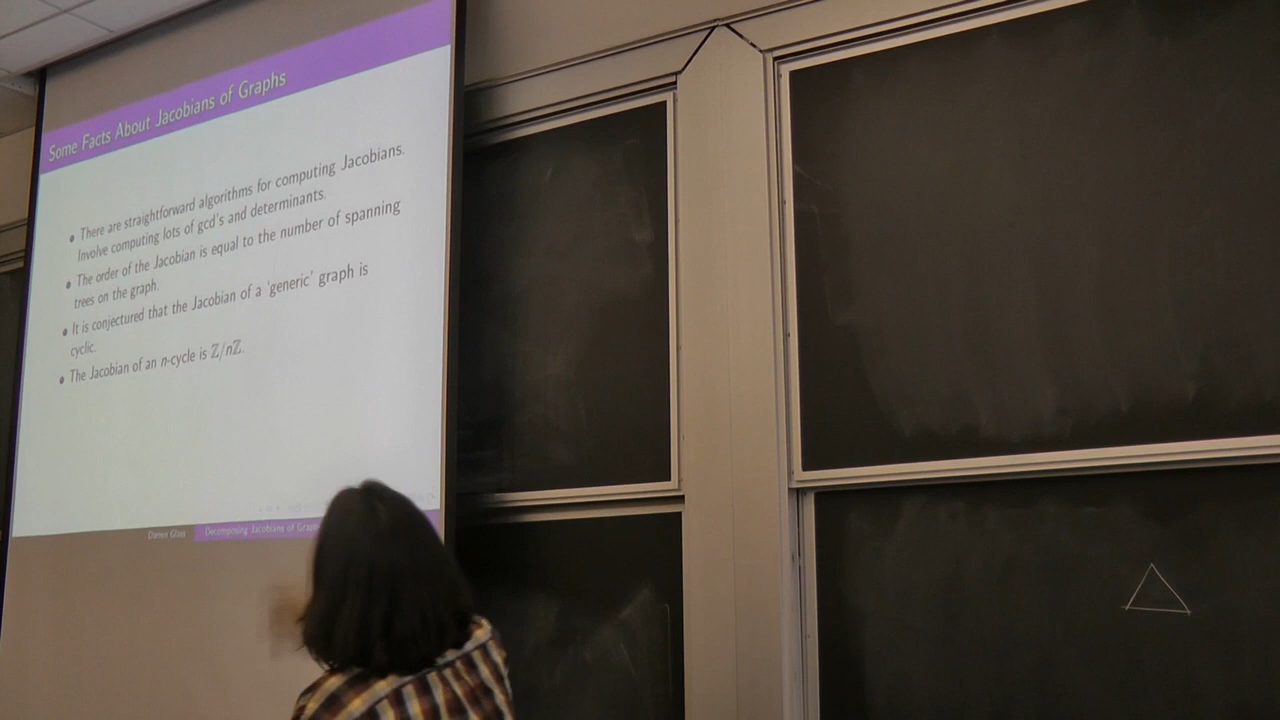 Some Facts About Jacobians of Graphs
• There are straightforward algorithms for computing Jacobians.
Involve computing lots of gcd's and determinants.
• The order of the Jacobian is equal to the number of spanning
trees on the graph.
• It is conjectured that the Jacobian of a 'generic' graph is
cyclic.
• The Jacobian of an n-cycle is ℤ/nℤ.
Darren Glass Decomposing Jacobians of Graphs